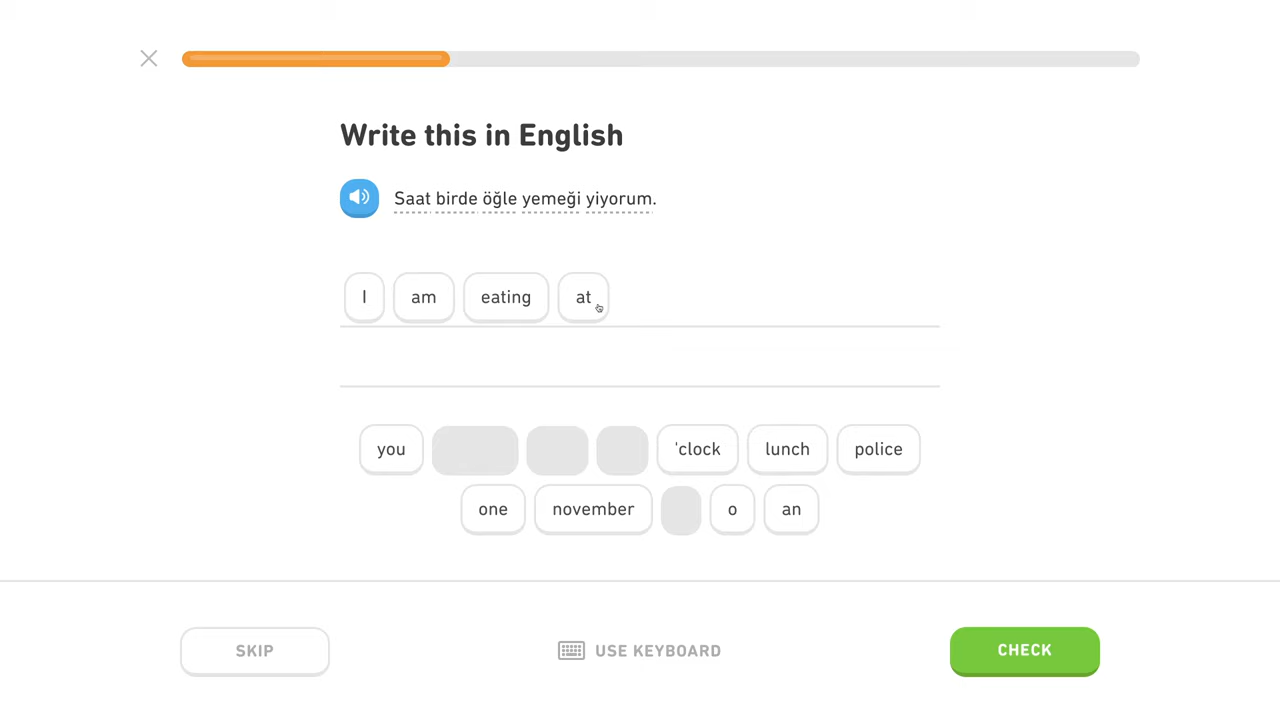 Write this in English
Saat birde öğle yemeği yiyorum.
I am eating at
you 'clock lunch police
one november o an
SKIP USE KEYBOARD CHECK